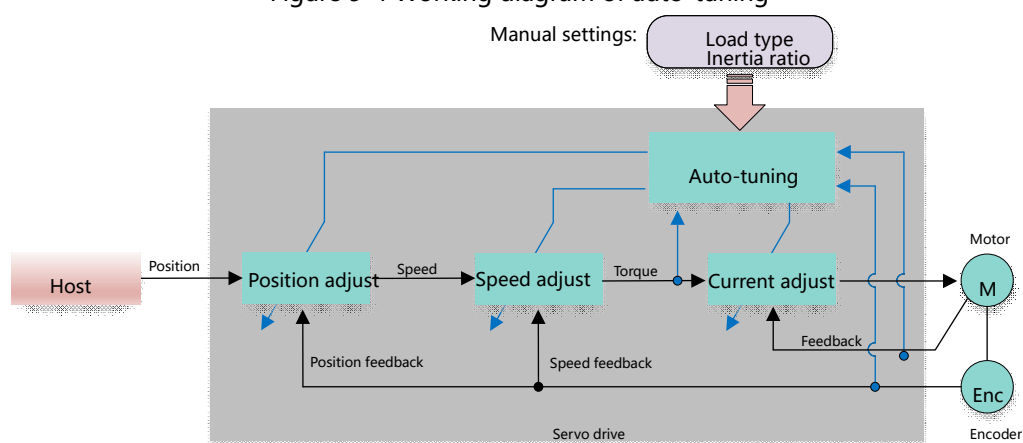 Manual settings:
Load type
Inertia ratio
Auto-tuning
Motor
Position
Speed
Torque
Host
Position adjust
Speed adjust
Current adjust
M
Feedback
Position feedback
Speed feedback
Enc
Servo drive
Encoder